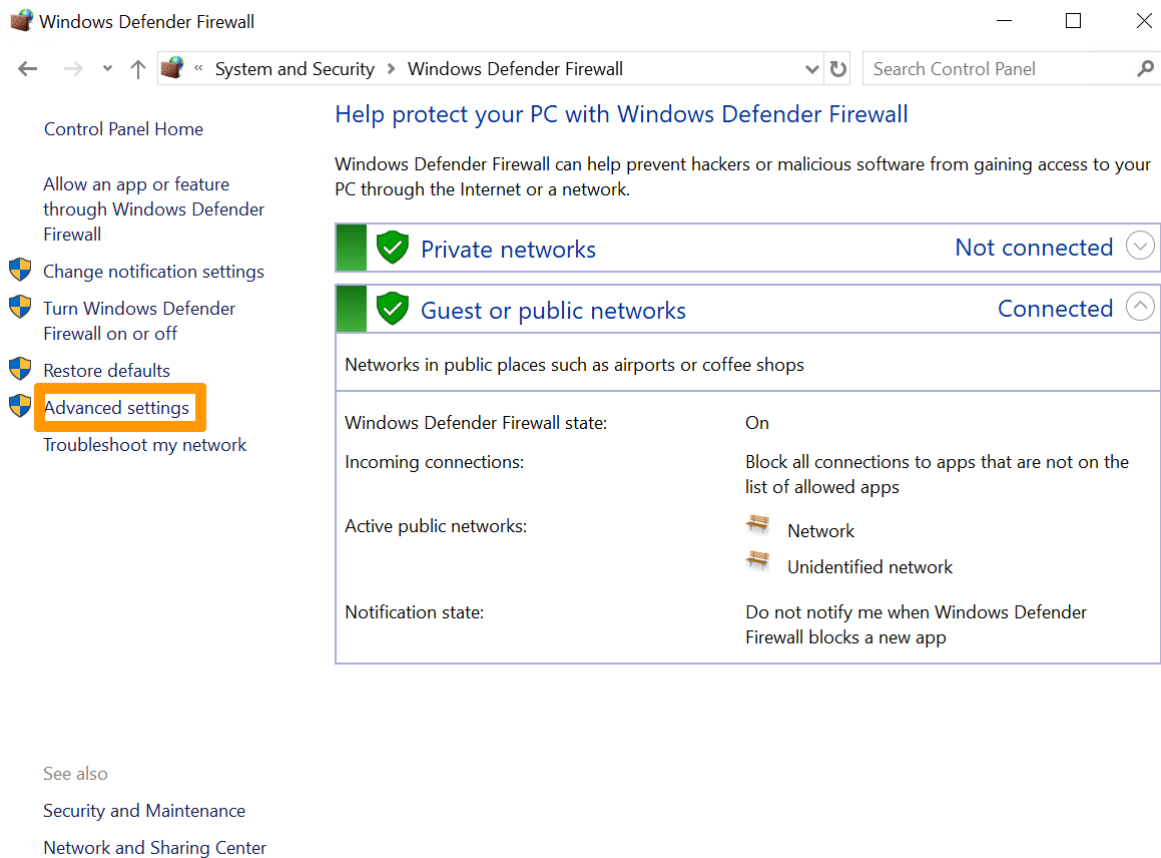 Windows Defender Firewall
« System and Security > Windows Defender Firewall
Search Control Panel
Control Panel Home
Allow an app or feature
through Windows Defender
Firewall
Change notification settings
Turn Windows Defender
Firewall on or off
Restore defaults
Advanced settings
Troubleshoot my network
See also
Security and Maintenance
Network and Sharing Center
Help protect your PC with Windows Defender Firewall
Windows Defender Firewall can help prevent hackers or malicious software from gaining access to your
PC through the Internet or a network.
Private networks Not connected
Guest or public networks Connected
Networks in public places such as airports or coffee shops
Windows Defender Firewall state: On
Incoming connections: Block all connections to apps that are not on the
list of allowed apps
Active public networks: Network
Unidentified network
Notification state: Do not notify me when Windows Defender
Firewall blocks a new app